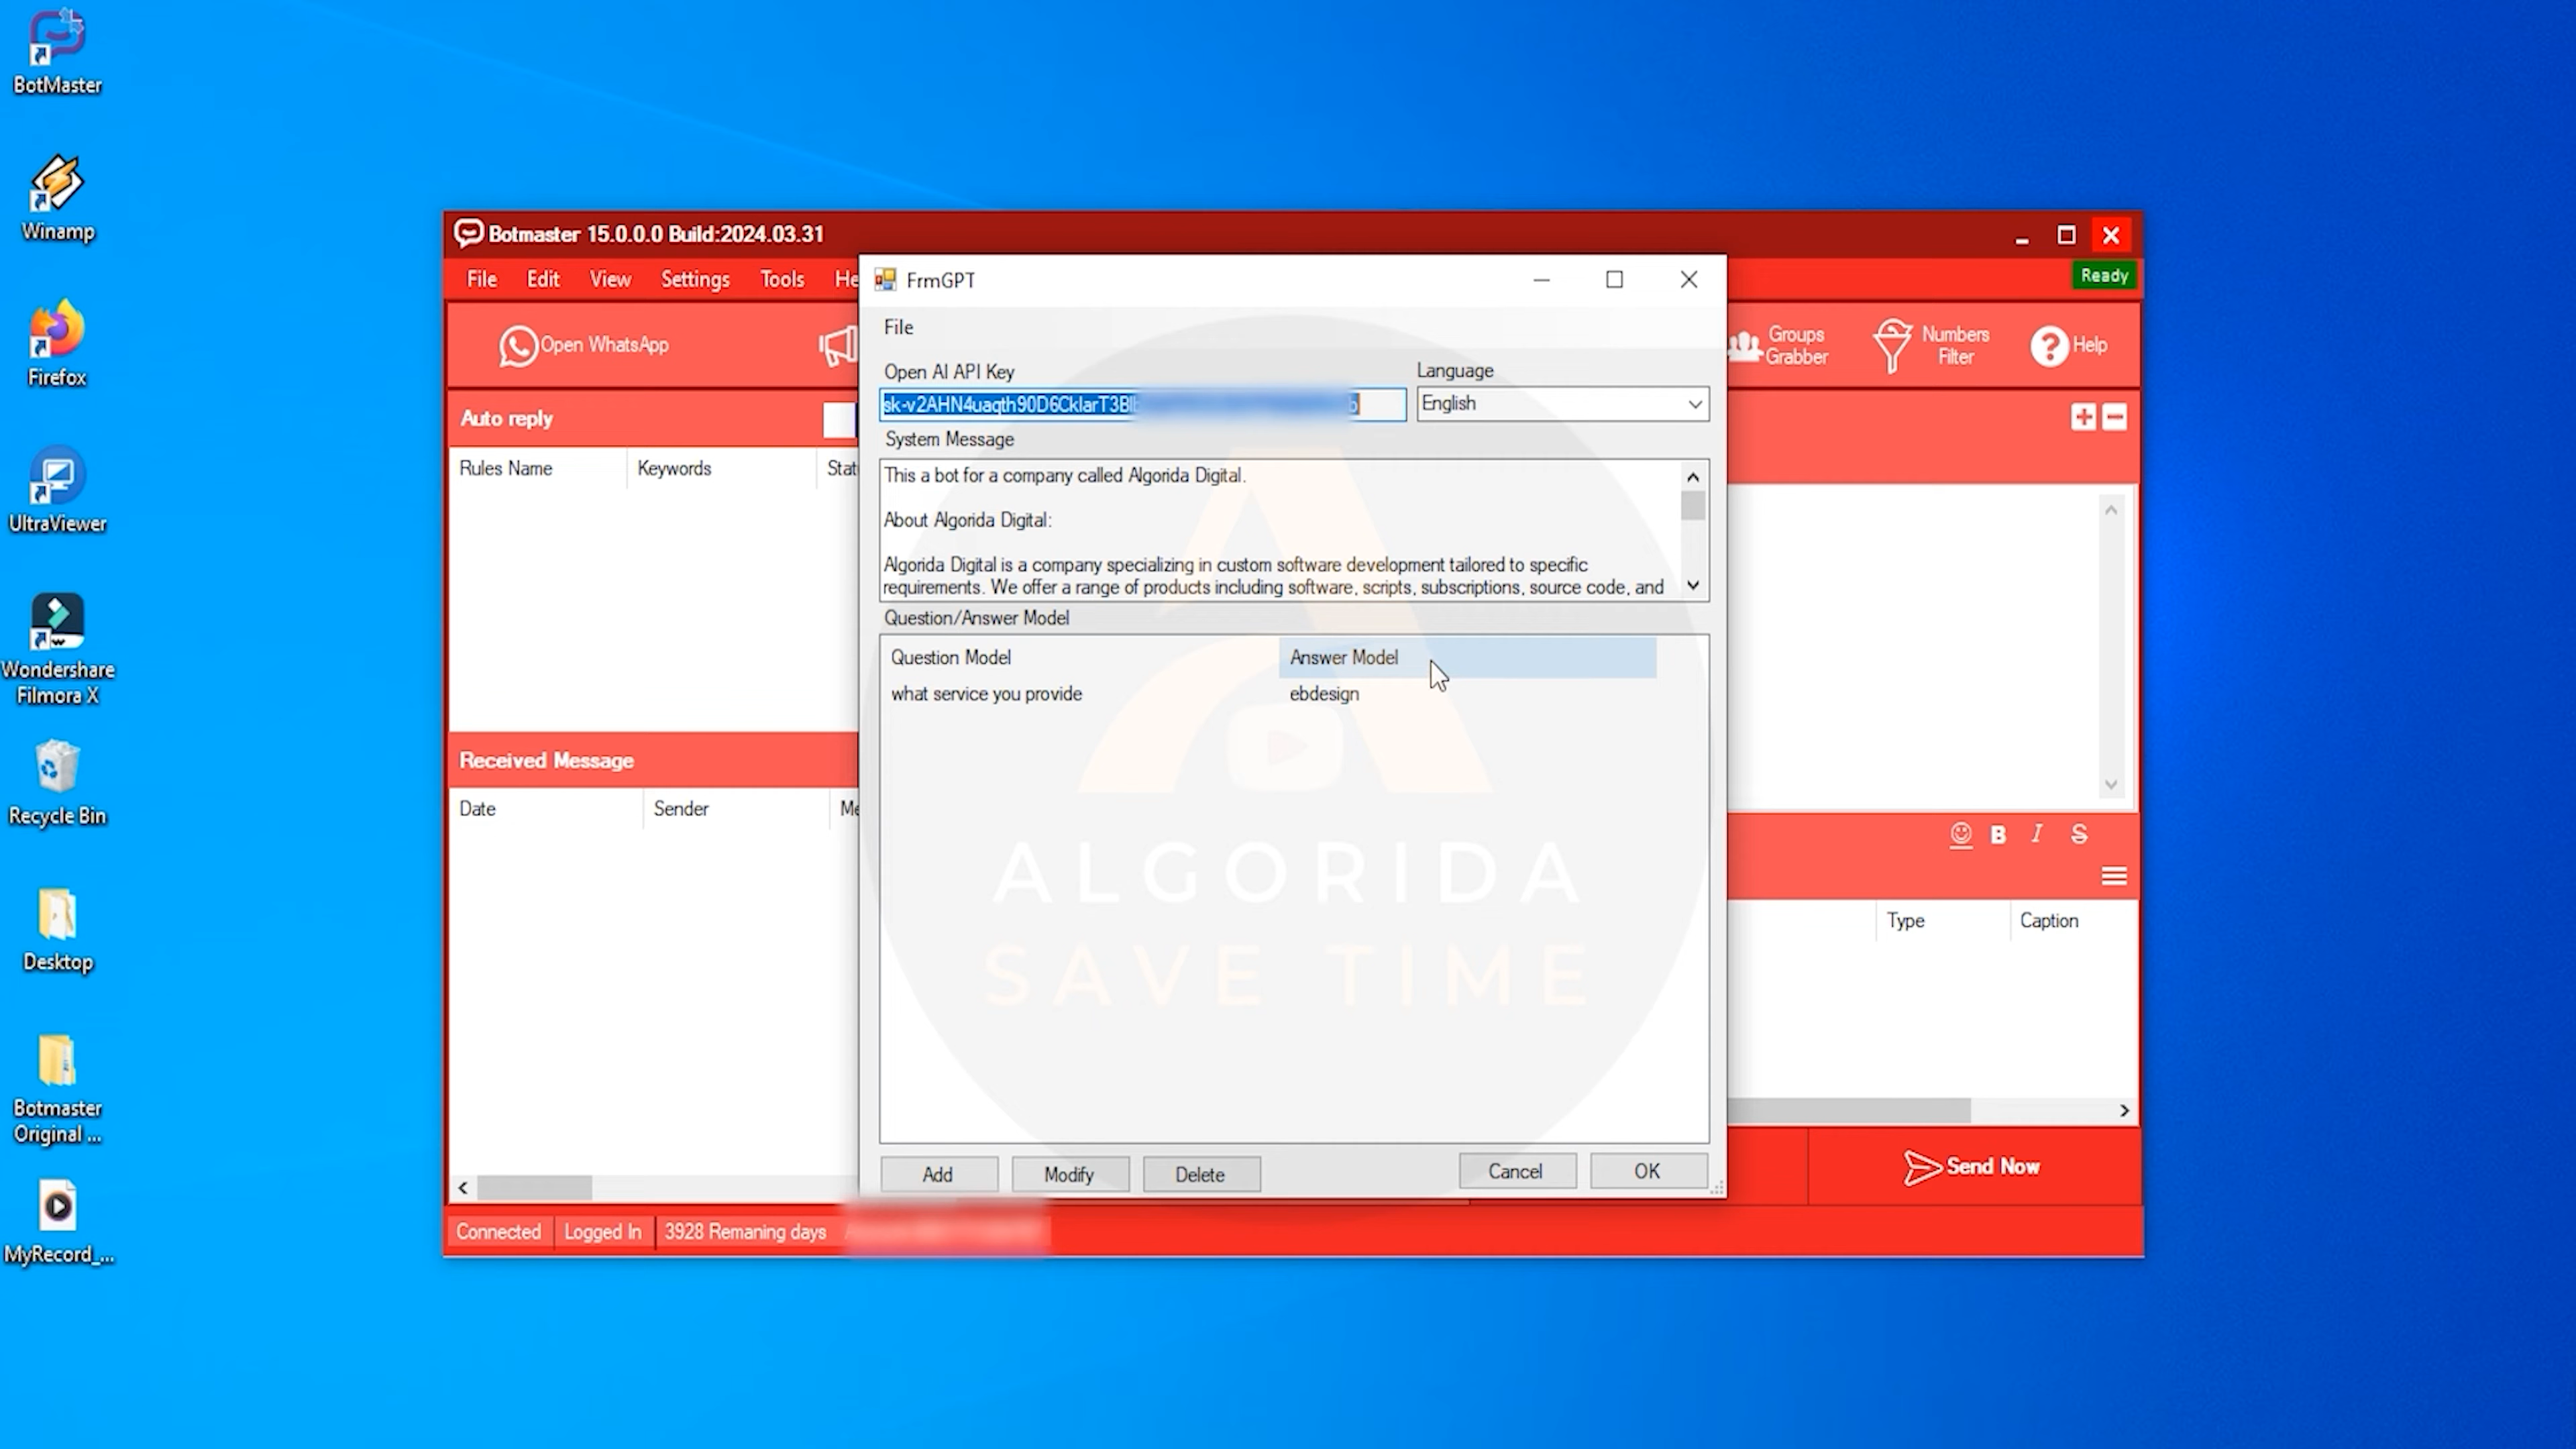 BotMaster
Winamp
Firefox
UltraViewer
Wondershare
Filmora X
Recycle Bin
Desktop
Botmaster
Original ...
MyRecord_...
Botmaster 15.0.0.0 Build:2024.03.31
File Edit View Settings Tools He
Ready
Open WhatsApp
Groups
Grabber
Numbers
Filter
Help
Auto reply
Rules Name Keywords Stat
Received Message
Date Sender Me
FrmGPT
File
Open AI API Key
Language
English
System Message
This a bot for a company called Algorida Digital.
About Algorida Digital:
Algorida Digital is a company specializing in custom software development tailored to specific
requirements. We offer a range of products including software, scripts, subscriptions, source code, and
Question/Answer Model
Question Model Answer Model
what service you provide ebdesign
ALGORIDA
SAVE TIME
Add Modify Delete Cancel OK
B I S
Type Caption
Send Now
Connected Logged In 3928 Remaning days